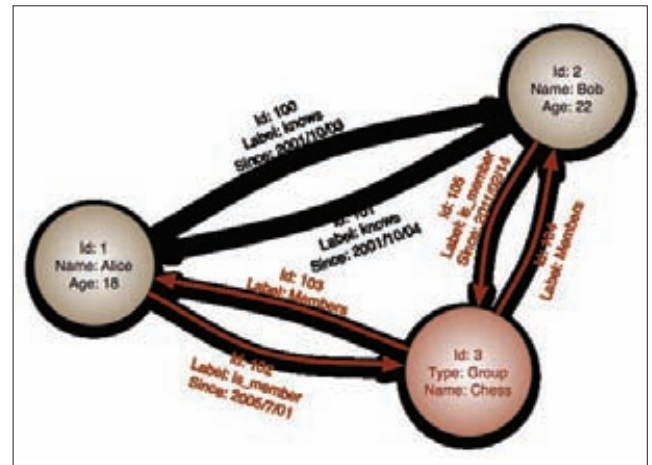 Id: 2
Name: Bob
Age: 22
Id: 100
Label: knows
Since: 2001/10/03
Id: 101
Label: knows
Since: 2001/10/04
Id: 105
Label: is_member
Since: 2011/02/14
Label: Members
Id: 1
Name: Alice
Age: 18
Id: 103
Label: Members
Id: 102
Label: is_member
Since: 2005/7/01
Id: 3
Type: Group
Name: Chess